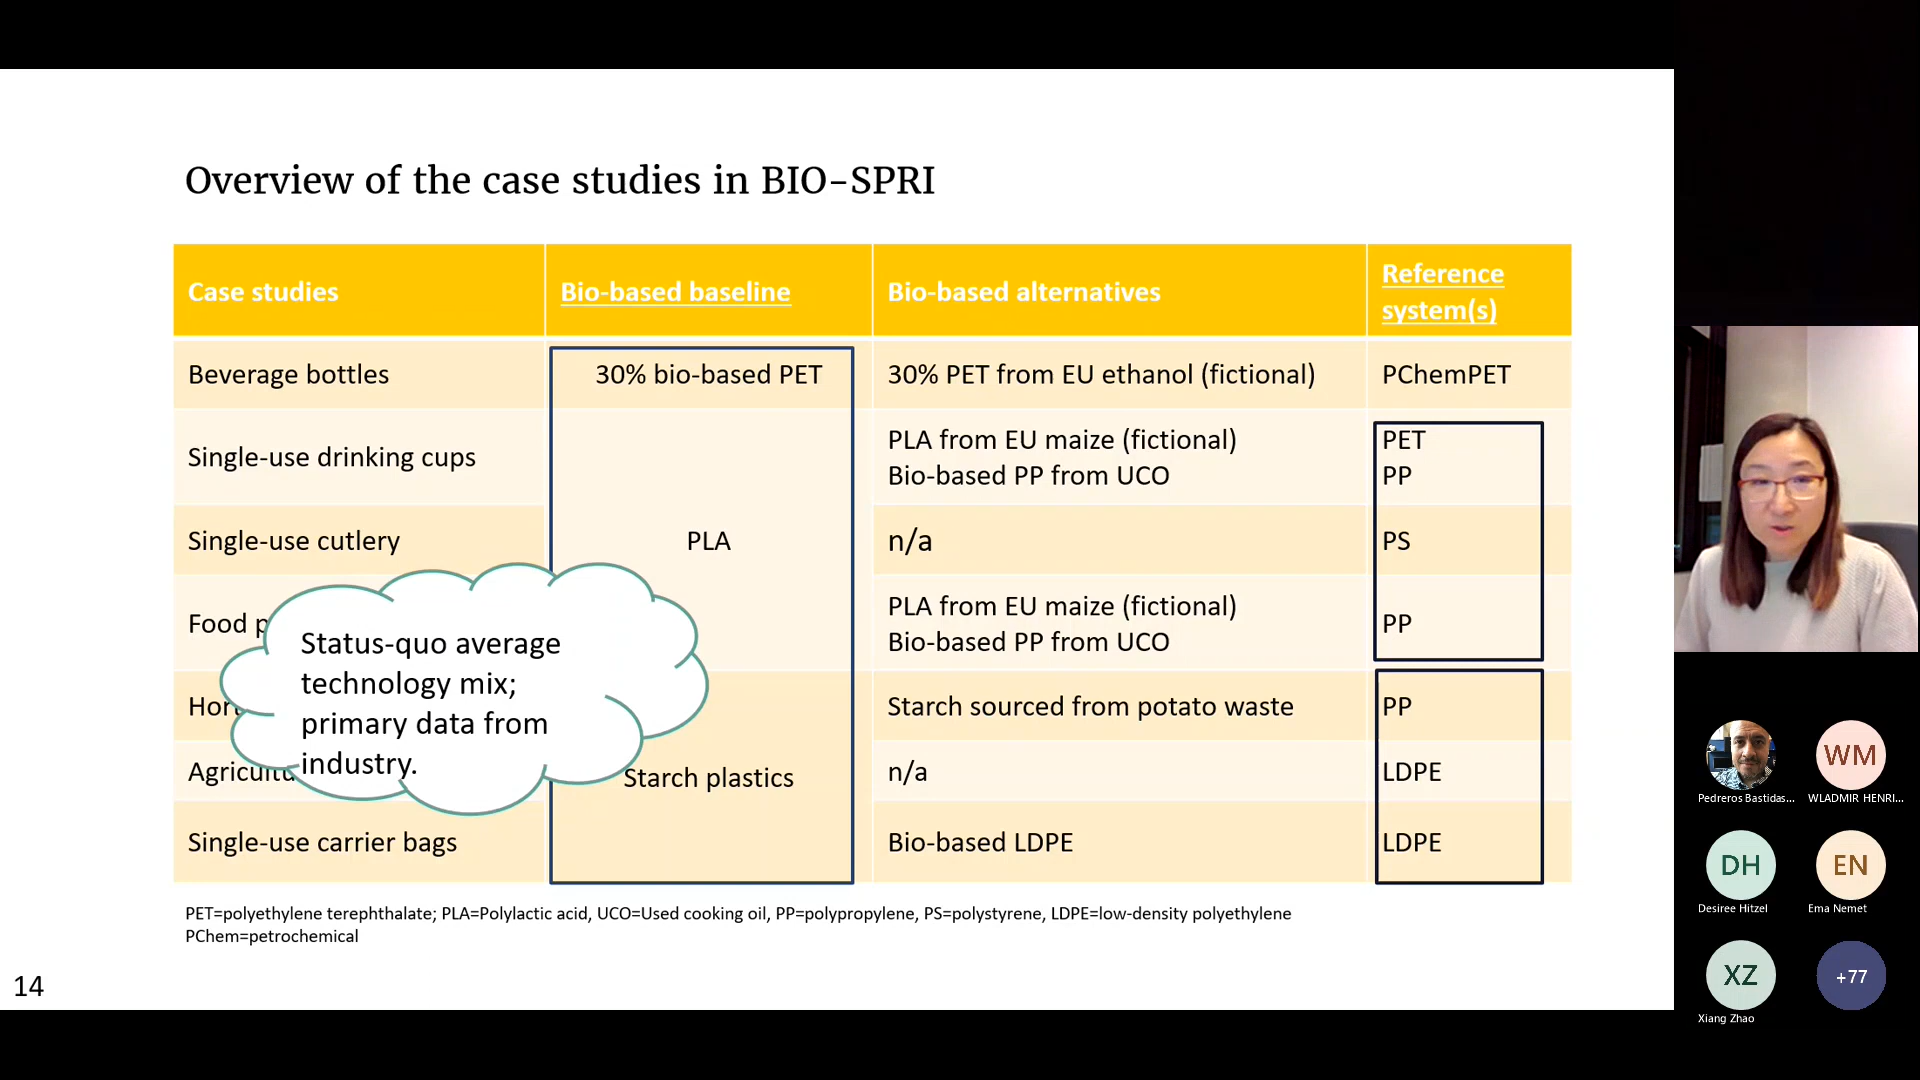 Overview of the case studies in BIO-SPRI
Case studies
Bio-based baseline
Bio-based alternatives
Reference
system(s)
Beverage bottles
30% bio-based PET
30% PET from EU ethanol (fictional)
PChemPET
Single-use drinking cups
PLA from EU maize (fictional)
Bio-based PP from UCO
PET
PP
Single-use cutlery
PLA
n/a
PS
Food p
PLA from EU maize (fictional)
Bio-based PP from UCO
PP
Status-quo average
technology mix;
primary data from
industry.
Hort
Starch sourced from potato waste
PP
Agricultu
Starch plastics
n/a
LDPE
Single-use carrier bags
Bio-based LDPE
LDPE
PET=polyethylene terephthalate; PLA=Polylactic acid, UCO=Used cooking oil, PP=polypropylene, PS=polystyrene, LDPE=low-density polyethylene
PChem=petrochemical
14
Pedreros Bastidas...
WM
WLADMIR HENRI...
DH
Desiree Hitzel
EN
Ema Nemet
XZ
Xiang Zhao
+77